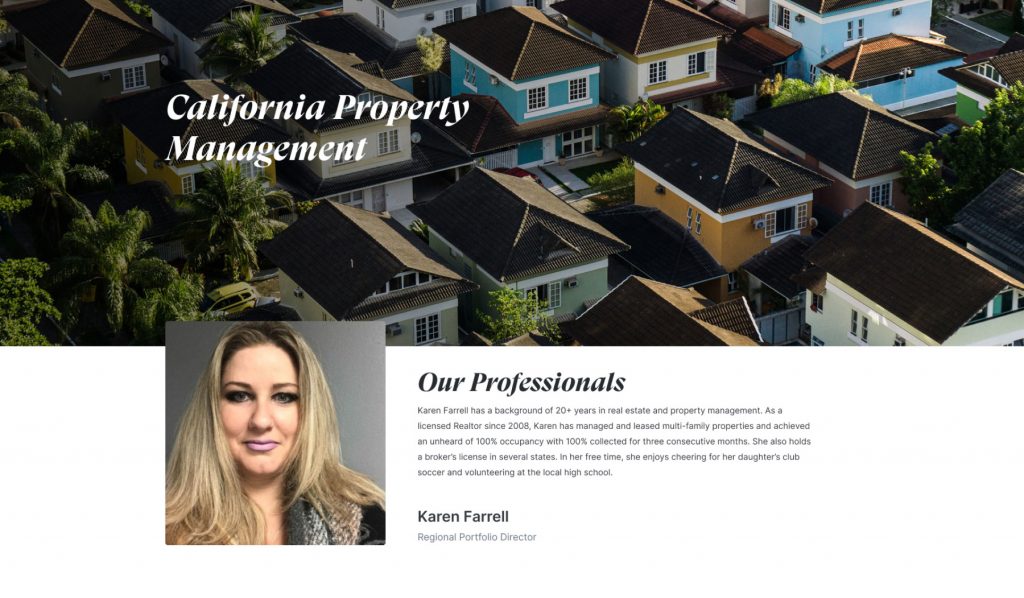 California Property
Management
Our Professionals
Karen Farrell has a background of 20+ years in real estate and property management. As a
licensed Realtor since 2008, Karen has managed and leased multi-family properties and achieved
an unheard of 100% occupancy with 100% collected for three consecutive months. She also holds
a broker's license in several states. In her free time, she enjoys cheering for her daughter's club
soccer and volunteering at the local high school.
Karen Farrell
Regional Portfolio Director